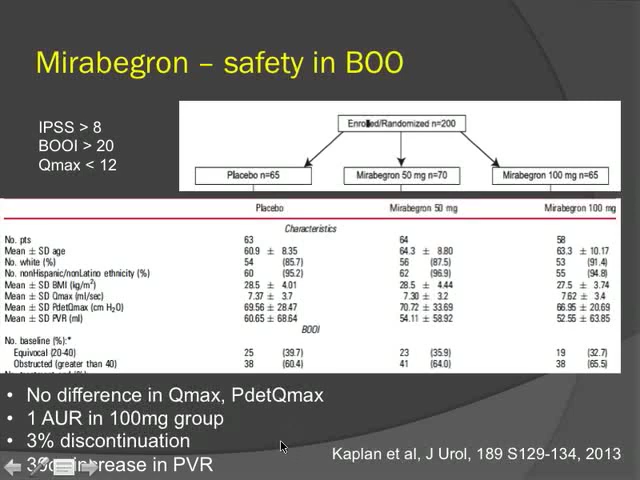 Mirabegron – safety in BOO
IPSS > 8
BOOI > 20
Qmax < 12
Enrolled/Randomized n=200
Placebo n=65 Mirabegron 50 mg n=70 Mirabegron 100 mg n=65
Placebo Mirabegron 50 mg Mirabegron 100 mg
Characteristics
No. pts 63 64 58
Mean ± SD age 60.9 ± 8.35 64.3 ± 8.80 63.3 ± 10.17
No. white (%) 54 (85.7) 56 (87.5) 53 (91.4)
No. nonHispanic/nonLatino ethnicity (%) 60 (95.2) 62 (96.9) 55 (94.8)
Mean ± SD BMI (kg/m²) 28.5 ± 4.01 28.5 ± 4.44 27.5 ± 3.74
Mean ± SD Qmax (ml/sec) 7.37 ± 3.7 7.30 ± 3.2 7.62 ± 3.4
Mean ± SD PdetQmax (cm H₂O) 69.56 ± 28.47 70.72 ± 33.69 66.95 ± 20.69
Mean ± SD PVR (ml) 60.65 ± 68.64 54.11 ± 58.92 52.55 ± 63.85
BOOI
No. baseline (%):*
Equivocal (20-40) 25 (39.7) 23 (35.9) 19 (32.7)
Obstructed (greater than 40) 38 (60.4) 41 (64.0) 38 (65.5)
• No difference in Qmax, PdetQmax
• 1 AUR in 100mg group
• 3% discontinuation
• increase in PVR
Kaplan et al, J Urol, 189 S129-134, 2013